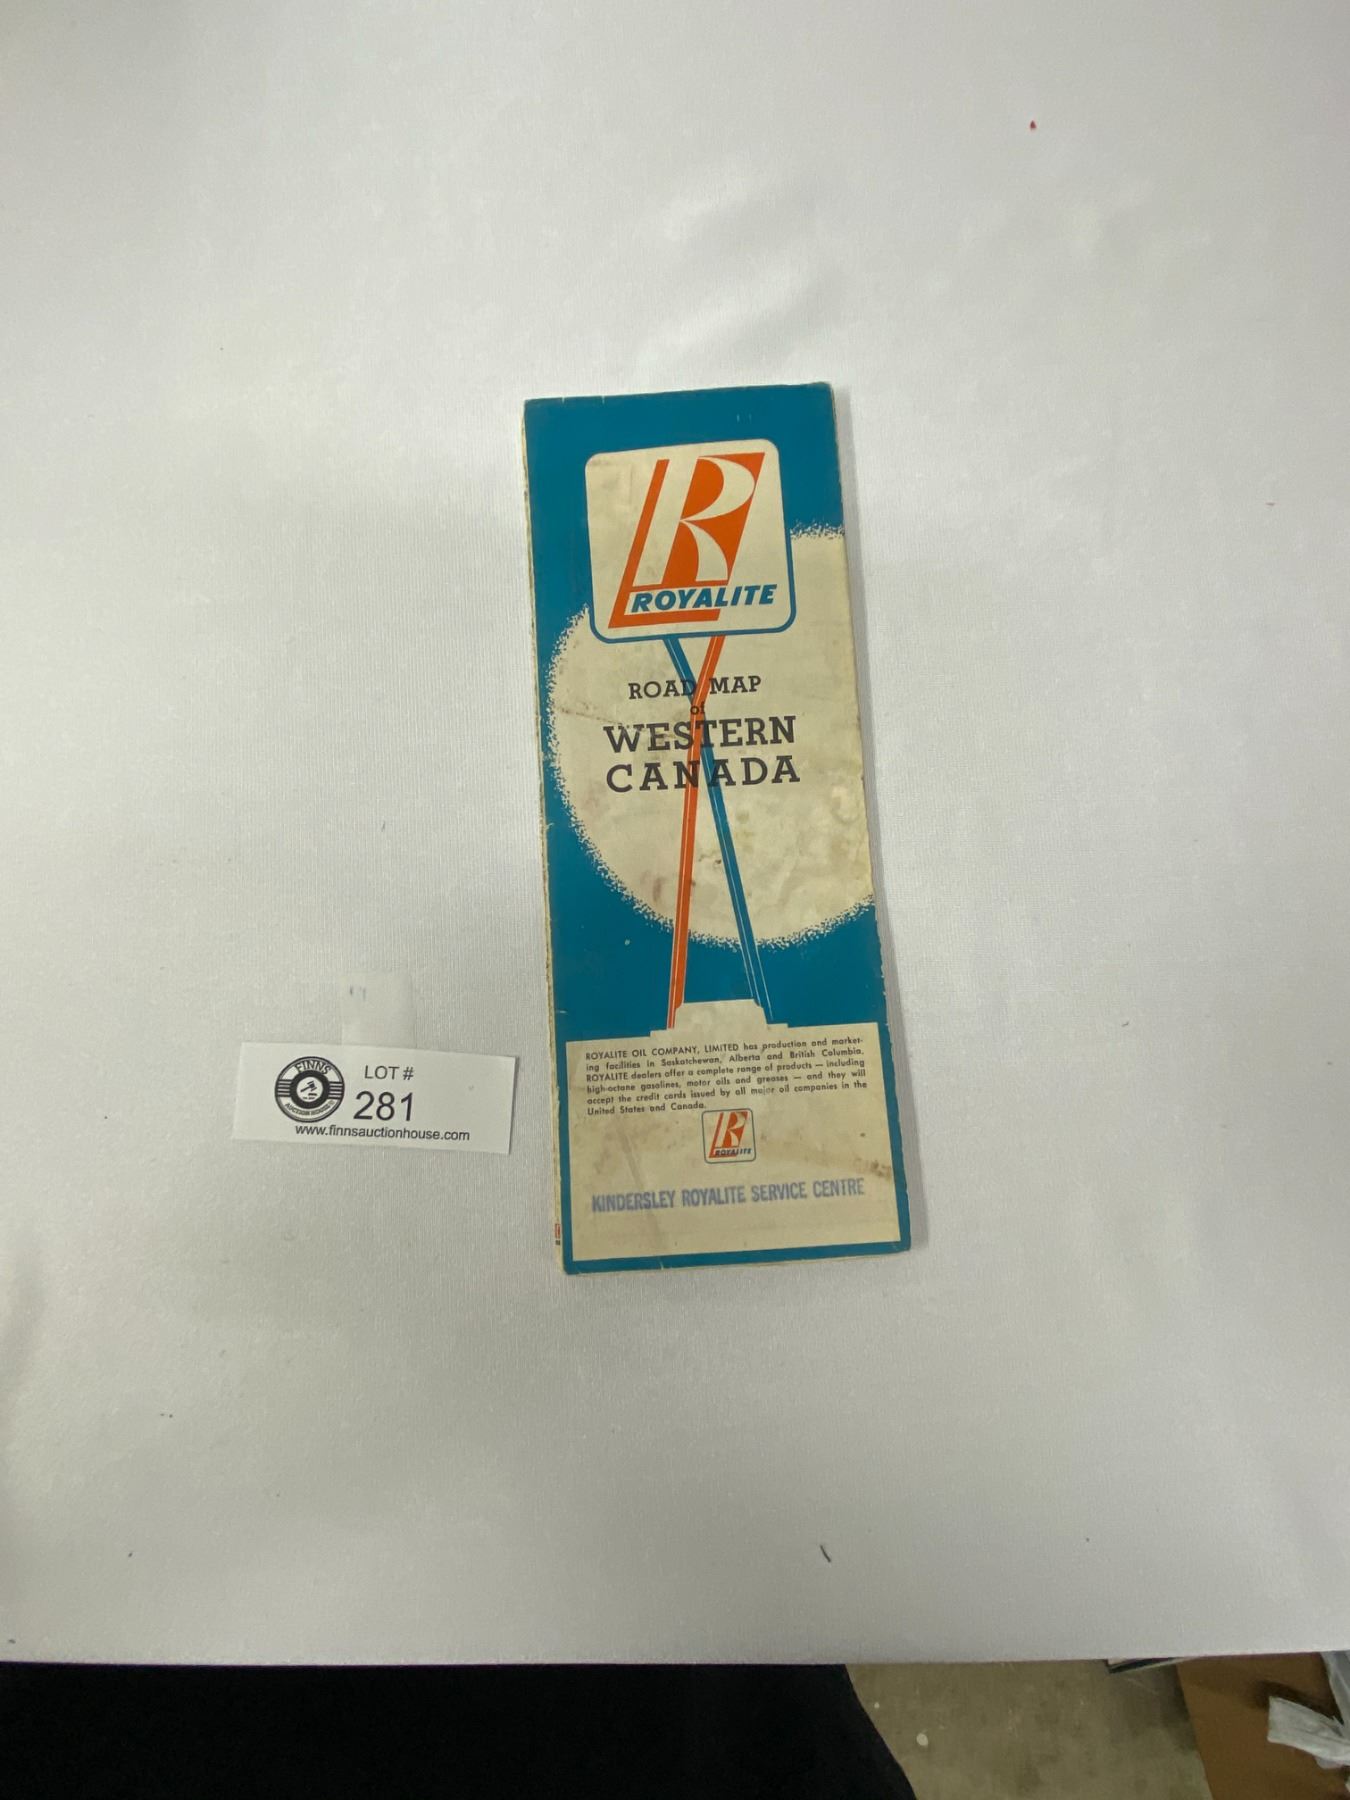 R
ROYALITE
ROAD MAP
of
WESTERN
CANADA
ROYALITE OIL COMPANY, LIMITED has production and market-
ing facilities in Saskatchewan, Alberta and British Columbia.
ROYALITE dealers offer a complete range of products — including
high-octane gasolines, motor oils and greases — and they will
accept the credit cards issued by all major oil companies in the
United States and Canada.
R
ROYALITE
KINDERSLEY ROYALITE SERVICE CENTRE
FINNS
AUCTION HOUSE
LOT #
281
www.finnsauctionhouse.com